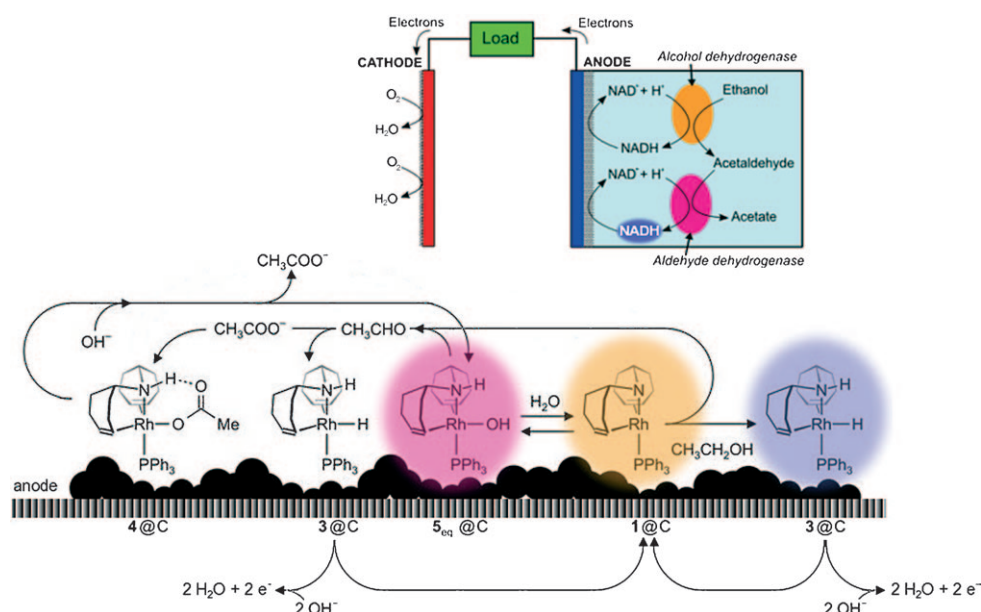 Electrons
Load
Electrons
CATHODE
ANODE
Alcohol dehydrogenase
O₂
H₂O
O₂
H₂O
NAD⁺ + H⁺
Ethanol
NADH
Acetaldehyde
NAD⁺ + H⁺
Acetate
NADH
Aldehyde dehydrogenase
CH₃COO⁻
OH⁻
CH₃COO⁻
CH₃CHO
N H O
Rh O Me
PPh₃
N H
Rh H
PPh₃
N H
Rh OH
PPh₃
H₂O
N
Rh
PPh₃
CH₃CH₂OH
N H
Rh H
PPh₃
anode
4@C
3@C
5eq @C
1@C
3@C
2 H₂O + 2 e⁻
2 OH⁻
2 H₂O + 2 e⁻
2 OH⁻